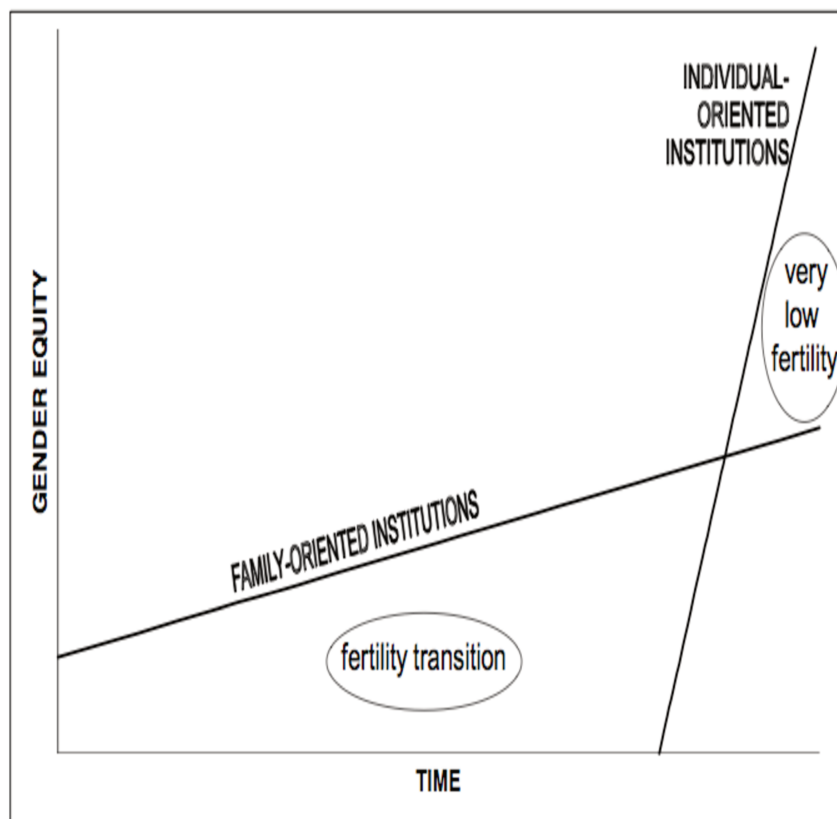 INDIVIDUAL-
ORIENTED
INSTITUTIONS
very
low
fertility
GENDER EQUITY
FAMILY-ORIENTED INSTITUTIONS
fertility transition
TIME